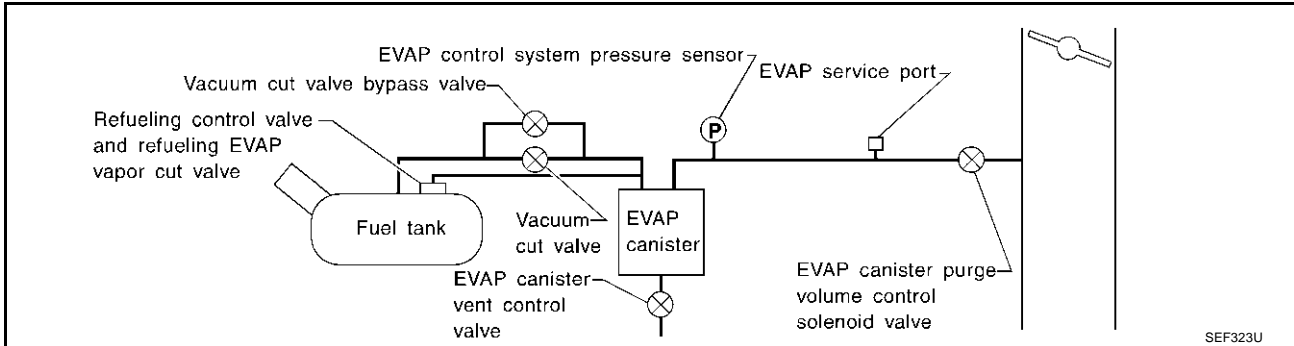 EVAP control system pressure sensor
EVAP service port
Vacuum cut valve bypass valve
Refueling control valve
and refueling EVAP
vapor cut valve
P
Fuel tank
Vacuum
cut valve
EVAP
canister
EVAP canister
vent control
valve
EVAP canister purge
volume control
solenoid valve
SEF323U